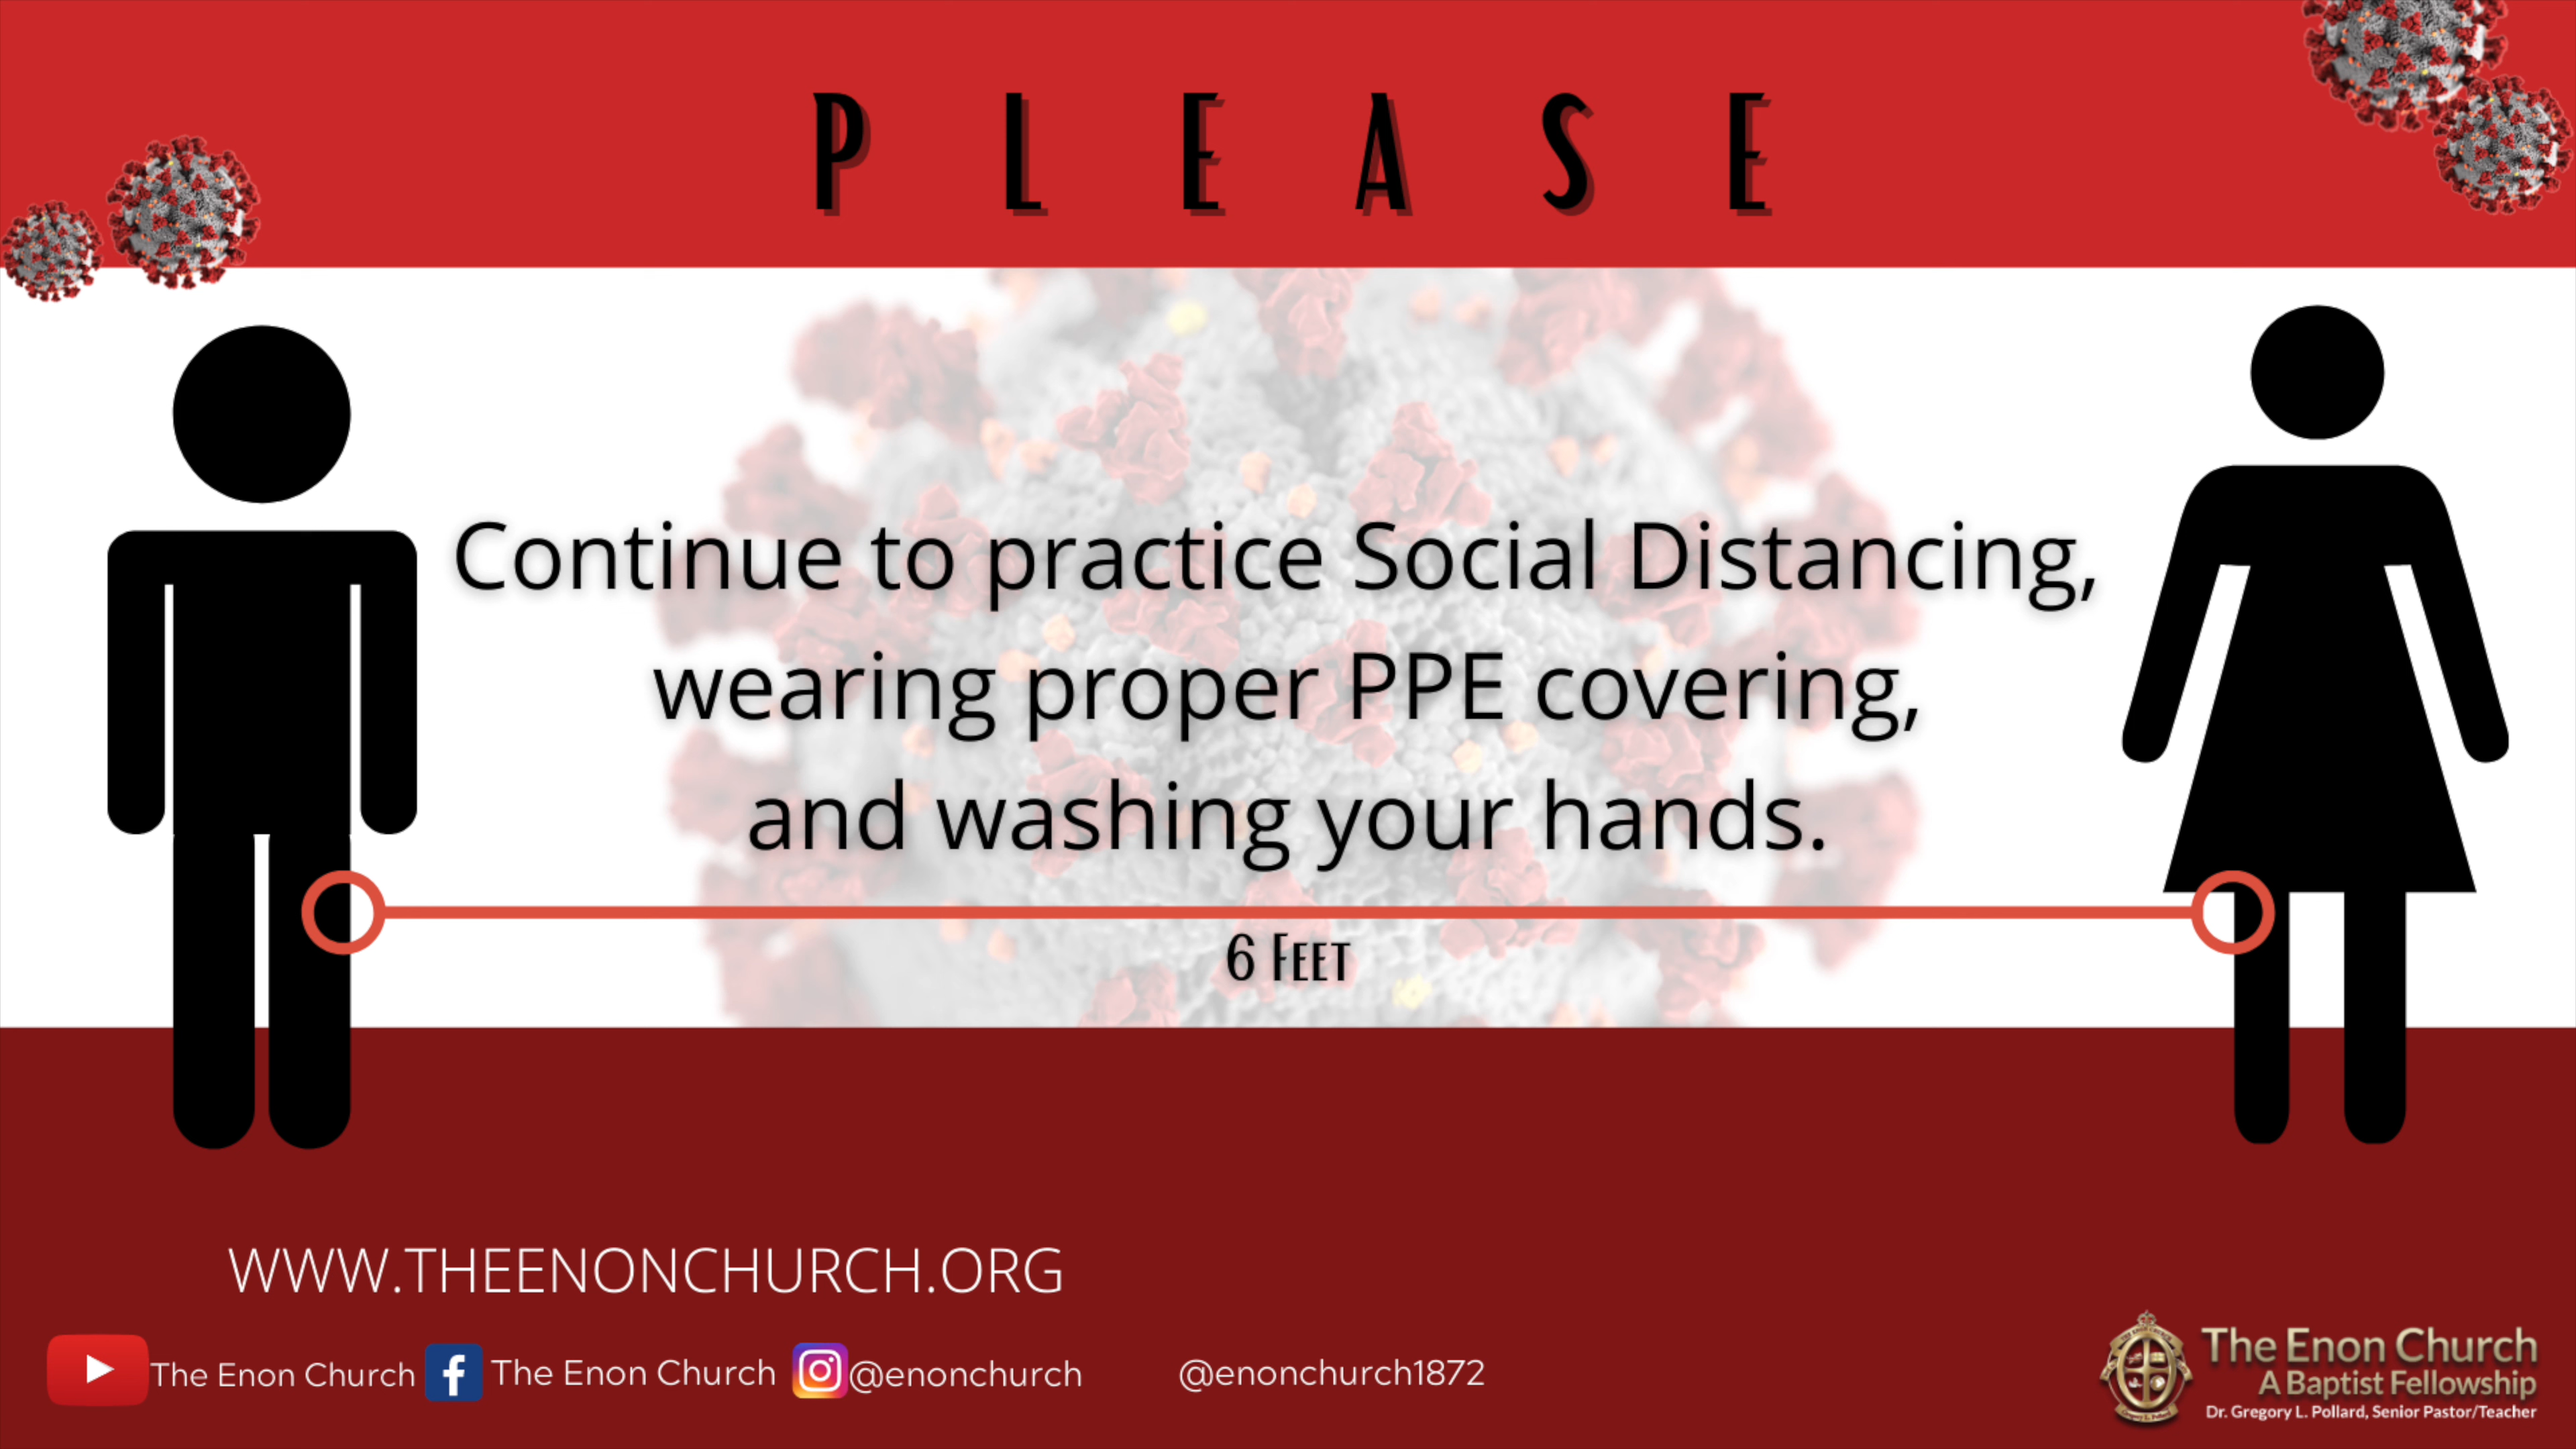 P L E A S E
Continue to practice Social Distancing,
wearing proper PPE covering,
and washing your hands.
6 FEET
WWW.THEENONCHURCH.ORG
The Enon Church The Enon Church @enonchurch @enonchurch1872
The Enon Church
A Baptist Fellowship
Dr. Gregory L. Pollard, Senior Pastor/Teacher